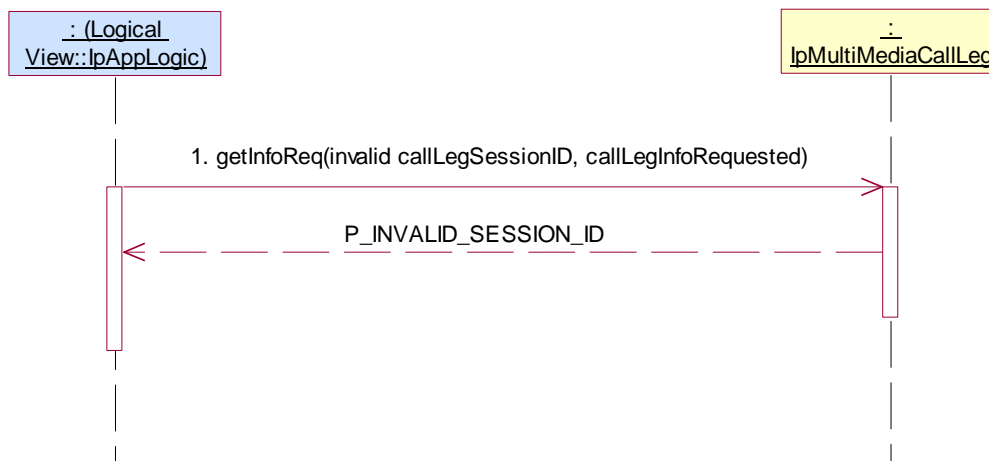 : (Logical
View::IpAppLogic)
:
IpMultiMediaCallLeg
1. getInfoReq(invalid callLegSessionID, callLegInfoRequested)
P_INVALID_SESSION_ID